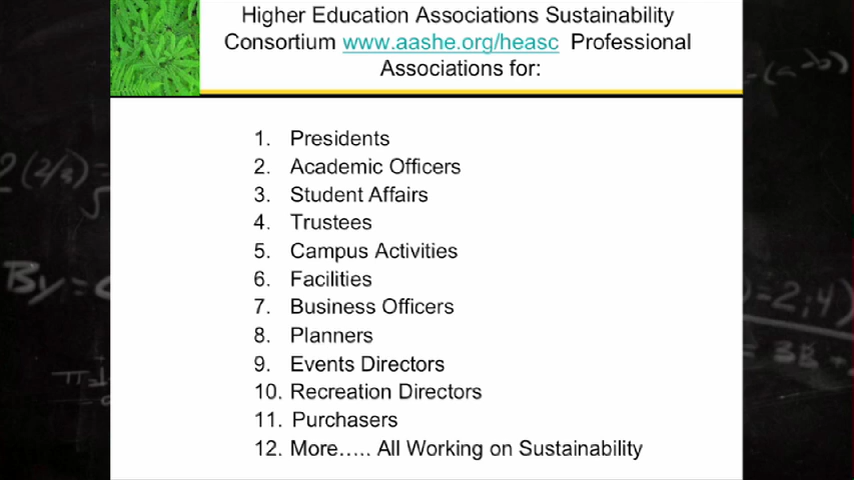 Higher Education Associations Sustainability
Consortium www.aashe.org/heasc Professional
Associations for:
1. Presidents
2. Academic Officers
3. Student Affairs
4. Trustees
5. Campus Activities
6. Facilities
7. Business Officers
8. Planners
9. Events Directors
10. Recreation Directors
11. Purchasers
12. More….. All Working on Sustainability